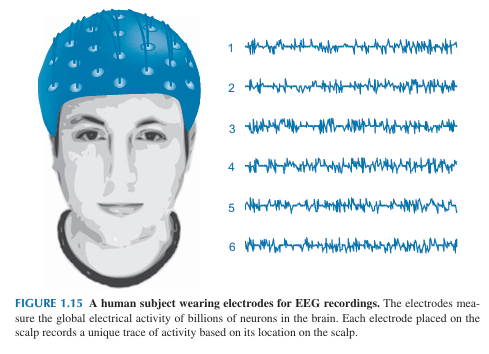 1
2
3
4
5
6
FIGURE 1.15 A human subject wearing electrodes for EEG recordings. The electrodes mea-
sure the global electrical activity of billions of neurons in the brain. Each electrode placed on the
scalp records a unique trace of activity based on its location on the scalp.